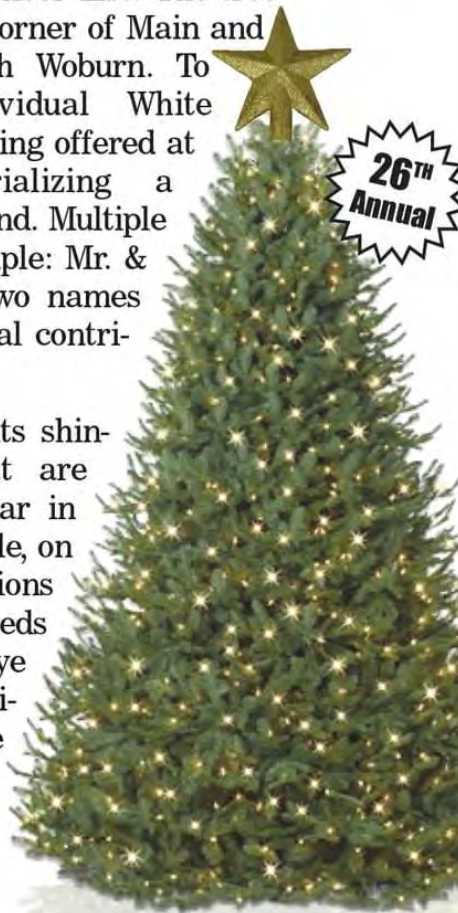 orner of Main and
h Woburn. To
vidual White
ing offered at
ializing a
nd. Multiple
ple: Mr. &
wo names
al contri-
ts shin-
t are
ar in
le, on
ions
eds
ye
i-
e
26TH
Annual